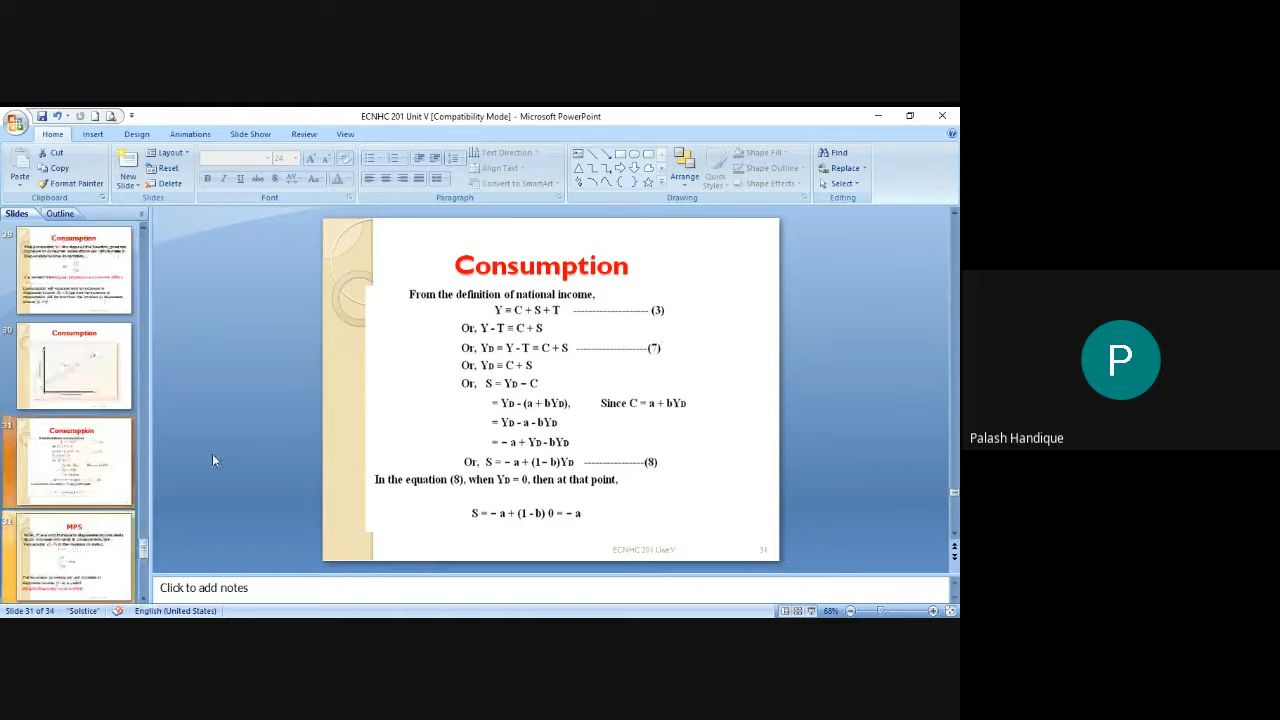 ECNHC 201 Unit V [Compatibility Mode] - Microsoft PowerPoint
Home Insert Design Animations Slide Show Review View
Paste
Cut
Copy
Format Painter
Clipboard
New Slide
Layout
Reset
Delete
Slides
24
Font
Text Direction
Align Text
Convert to SmartArt
Paragraph
Arrange
Quick Styles
Shape Fill
Shape Outline
Shape Effects
Drawing
Find
Replace
Select
Editing
Slides Outline
29
Consumption
30
Consumption
31
Consumption
32
MPS
Consumption
From the definition of national income,
Y ≡ C + S + T -------------------- (3)
Or, Y - T ≡ C + S
Or, YD ≡ Y - T ≡ C + S -------------------(7)
Or, YD ≡ C + S
Or, S = YD – C
= YD - (a + bYD), Since C = a + bYD
= YD - a - bYD
= – a + YD - bYD
Or, S = – a + (1– b)YD ----------------(8)
In the equation (8), when YD = 0, then at that point,
S = – a + (1 - b) 0 = – a
ECNHC 201 Unit V 31
Click to add notes
Slide 31 of 34 "Solstice" English (United States) 68%
P
Palash Handique